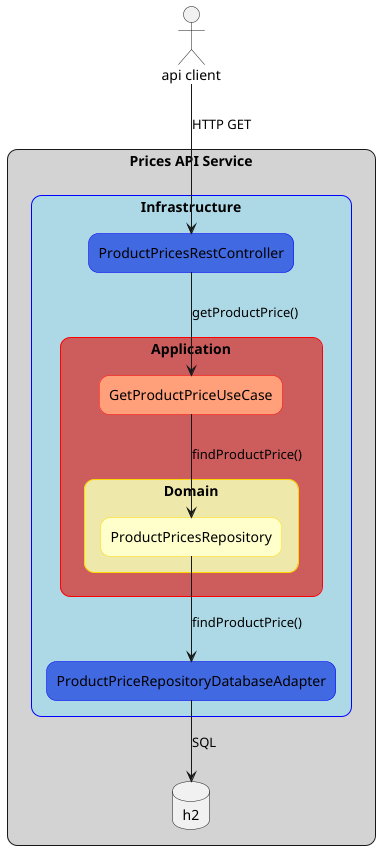 api client
HTTP GET
Prices API Service
Infrastructure
ProductPricesRestController
getProductPrice()
Application
GetProductPriceUseCase
findProductPrice()
Domain
ProductPricesRepository
findProductPrice()
ProductPriceRepositoryDatabaseAdapter
SQL
h2